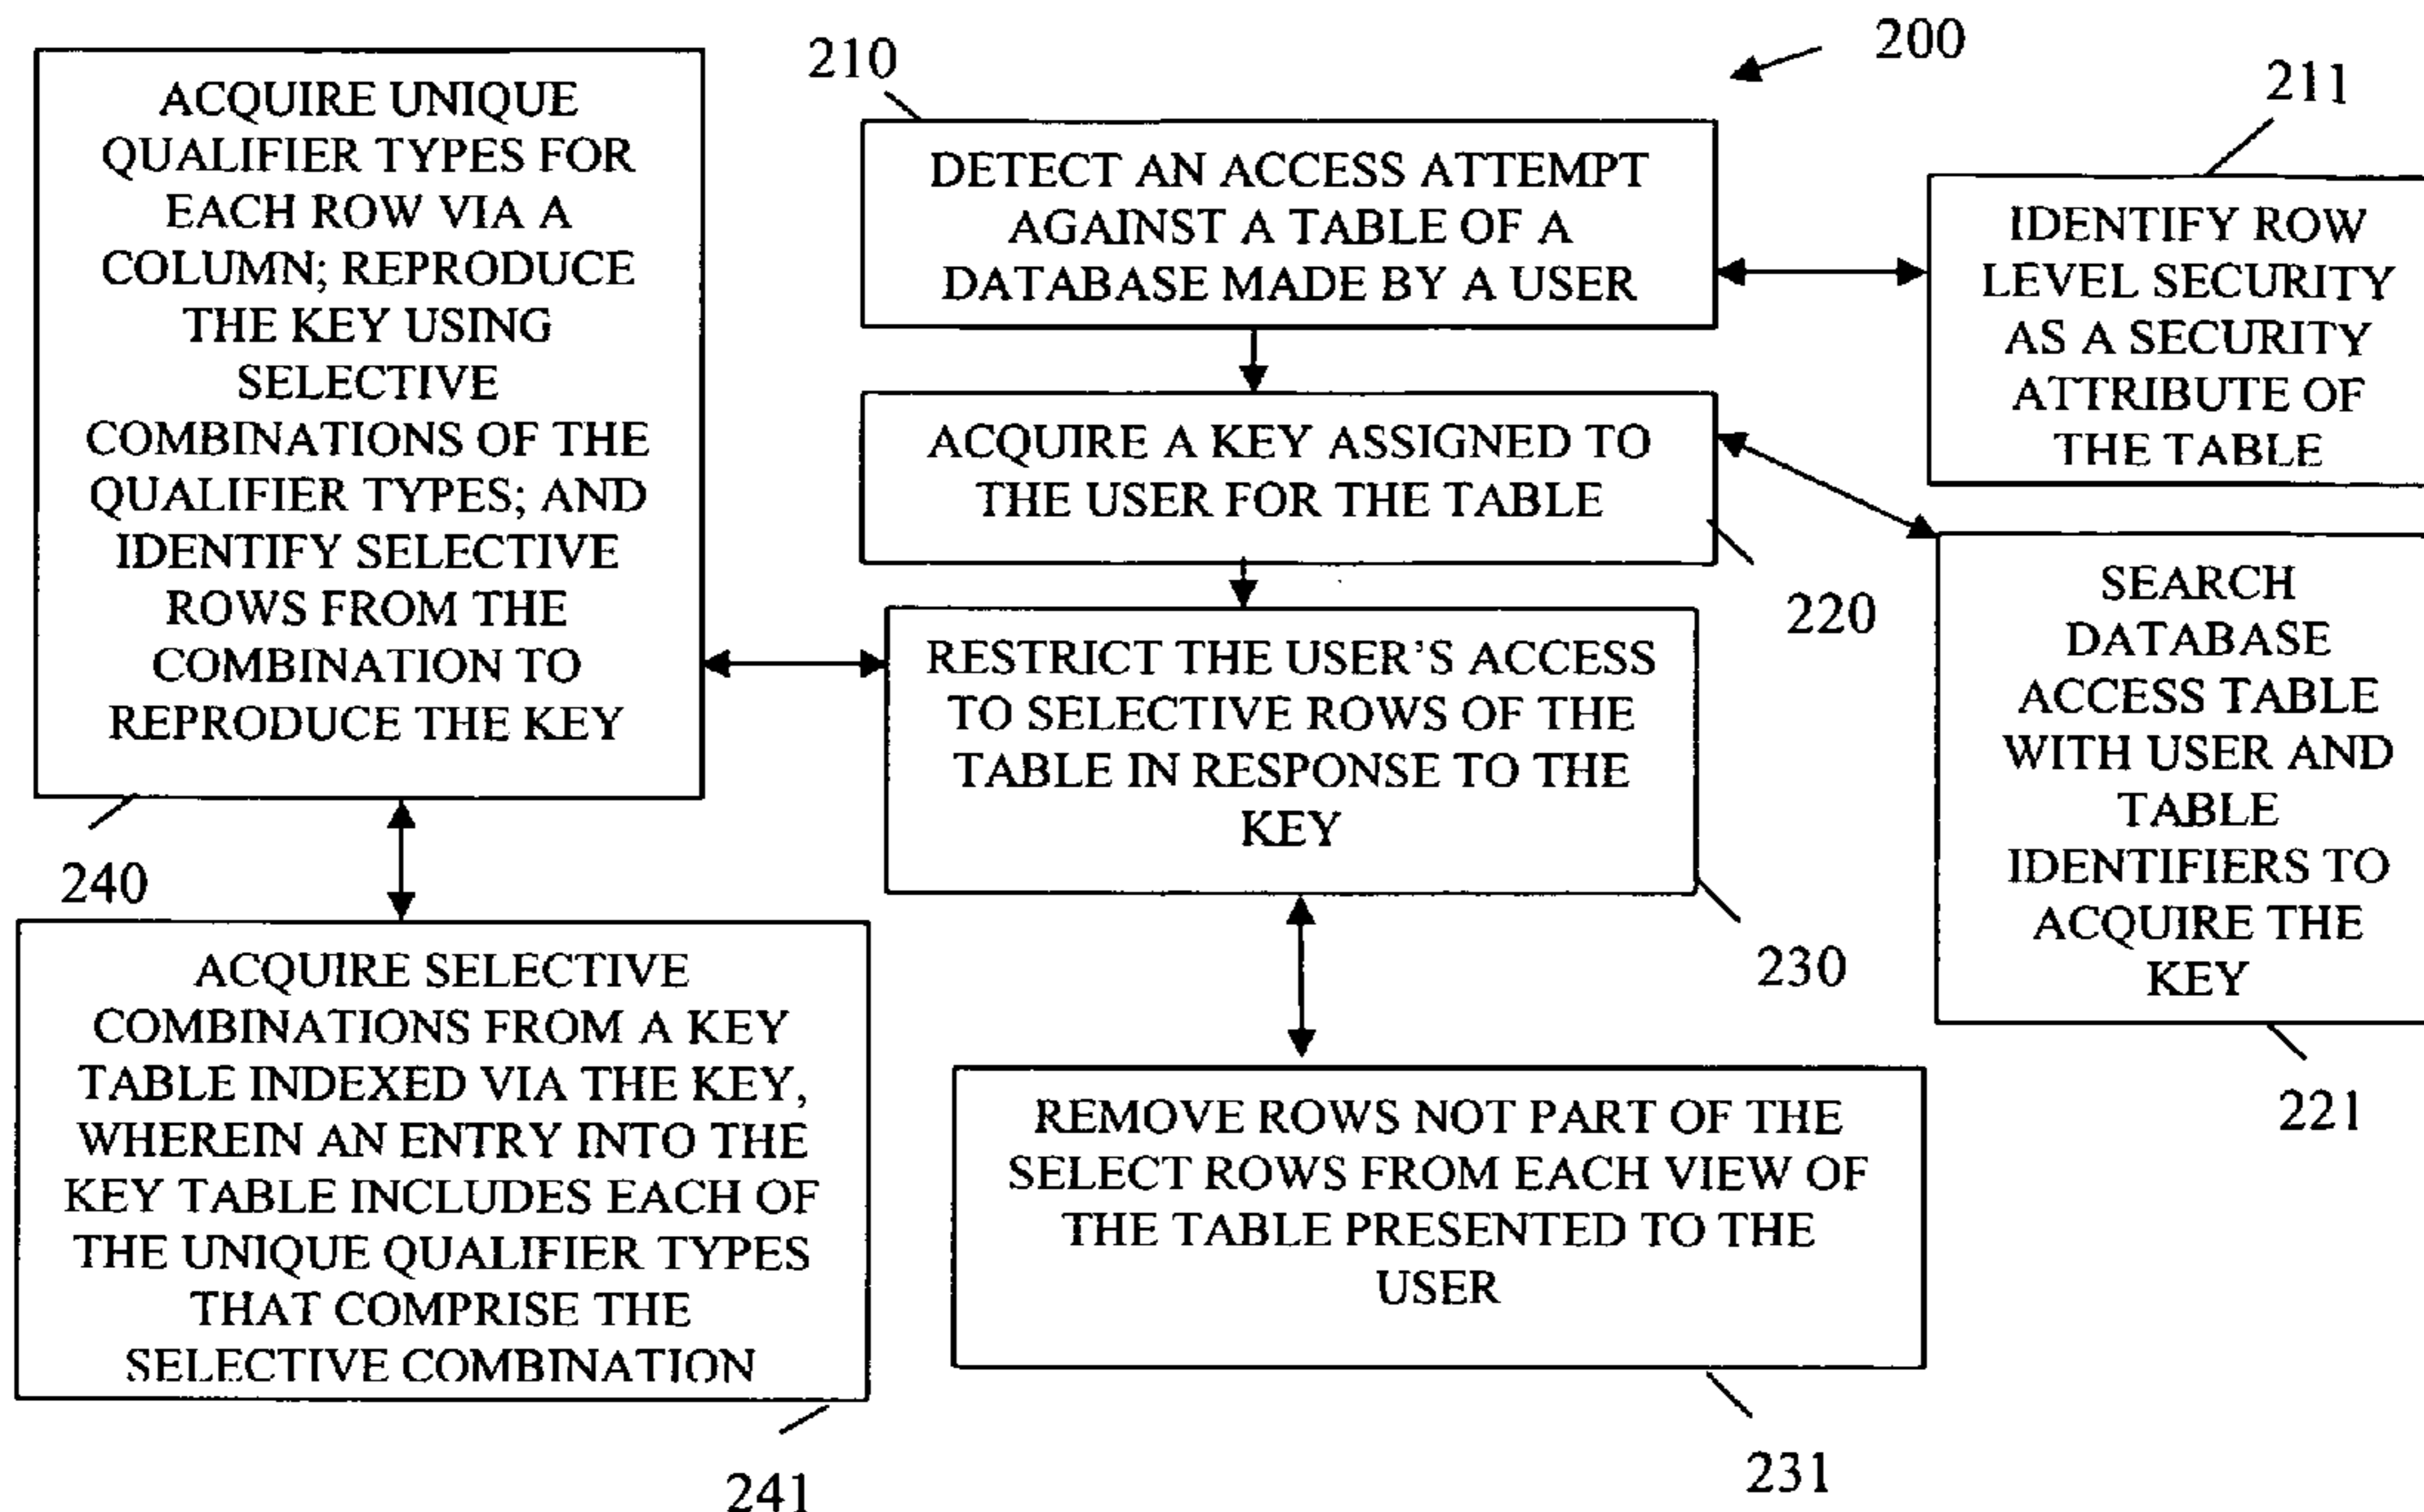 200
210
DETECT AN ACCESS ATTEMPT
AGAINST A TABLE OF A
DATABASE MADE BY A USER
211
IDENTIFY ROW
LEVEL SECURITY
AS A SECURITY
ATTRIBUTE OF
THE TABLE
ACQUIRE A KEY ASSIGNED TO
THE USER FOR THE TABLE
220
SEARCH
DATABASE
ACCESS TABLE
WITH USER AND
TABLE
IDENTIFIERS TO
ACQUIRE THE
KEY
221
RESTRICT THE USER'S ACCESS
TO SELECTIVE ROWS OF THE
TABLE IN RESPONSE TO THE
KEY
230
REMOVE ROWS NOT PART OF THE
SELECT ROWS FROM EACH VIEW OF
THE TABLE PRESENTED TO THE
USER
231
ACQUIRE UNIQUE
QUALIFIER TYPES FOR
EACH ROW VIA A
COLUMN; REPRODUCE
THE KEY USING
SELECTIVE
COMBINATIONS OF THE
QUALIFIER TYPES; AND
IDENTIFY SELECTIVE
ROWS FROM THE
COMBINATION TO
REPRODUCE THE KEY
240
ACQUIRE SELECTIVE
COMBINATIONS FROM A KEY
TABLE INDEXED VIA THE KEY,
WHEREIN AN ENTRY INTO THE
KEY TABLE INCLUDES EACH OF
THE UNIQUE QUALIFIER TYPES
THAT COMPRISE THE
SELECTIVE COMBINATION
241